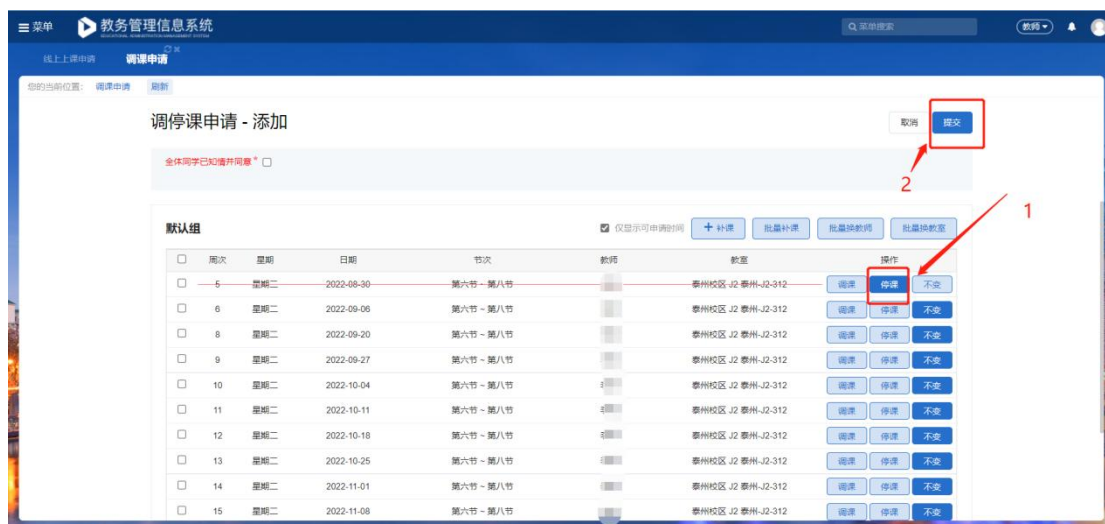 菜单 教务管理信息系统 菜单搜索 教师
线上上课申请 调课申请
您的当前位置: 调课申请 刷新
调停课申请 - 添加 取消 提交
全体同学已知情并同意*
2
1
默认组 仅显示可申请时间 + 补课 批量补课 批量换教师 批量换教室
周次 星期 日期 节次 教师 教室 操作
5 星期二 2022-08-30 第六节 ~ 第八节 泰州校区 J2 泰州-J2-312 调课 停课 不变
6 星期二 2022-09-06 第六节 ~ 第八节 泰州校区 J2 泰州-J2-312 调课 停课 不变
8 星期二 2022-09-20 第六节 ~ 第八节 泰州校区 J2 泰州-J2-312 调课 停课 不变
9 星期二 2022-09-27 第六节 ~ 第八节 泰州校区 J2 泰州-J2-312 调课 停课 不变
10 星期二 2022-10-04 第六节 ~ 第八节 泰州校区 J2 泰州-J2-312 调课 停课 不变
11 星期二 2022-10-11 第六节 ~ 第八节 泰州校区 J2 泰州-J2-312 调课 停课 不变
12 星期二 2022-10-18 第六节 ~ 第八节 泰州校区 J2 泰州-J2-312 调课 停课 不变
13 星期二 2022-10-25 第六节 ~ 第八节 泰州校区 J2 泰州-J2-312 调课 停课 不变
14 星期二 2022-11-01 第六节 ~ 第八节 泰州校区 J2 泰州-J2-312 调课 停课 不变
15 星期二 2022-11-08 第六节 ~ 第八节 泰州校区 J2 泰州-J2-312 调课 停课 不变